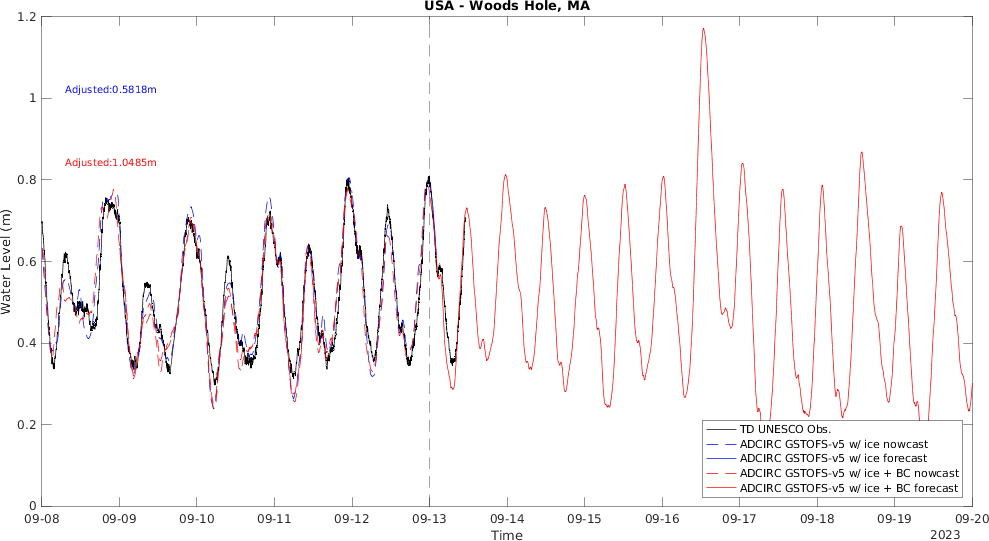 USA - Woods Hole, MA
1.2
1
0.8
0.6
0.4
0.2
0
Water Level (m)
Adjusted:0.5818m
Adjusted:1.0485m
TD UNESCO Obs.
ADCIRC GSTOFS-v5 w/ ice nowcast
ADCIRC GSTOFS-v5 w/ ice forecast
ADCIRC GSTOFS-v5 w/ ice + BC nowcast
ADCIRC GSTOFS-v5 w/ ice + BC forecast
09-08 09-09 09-10 09-11 09-12 09-13 09-14 09-15 09-16 09-17 09-18 09-19 09-20
Time
2023